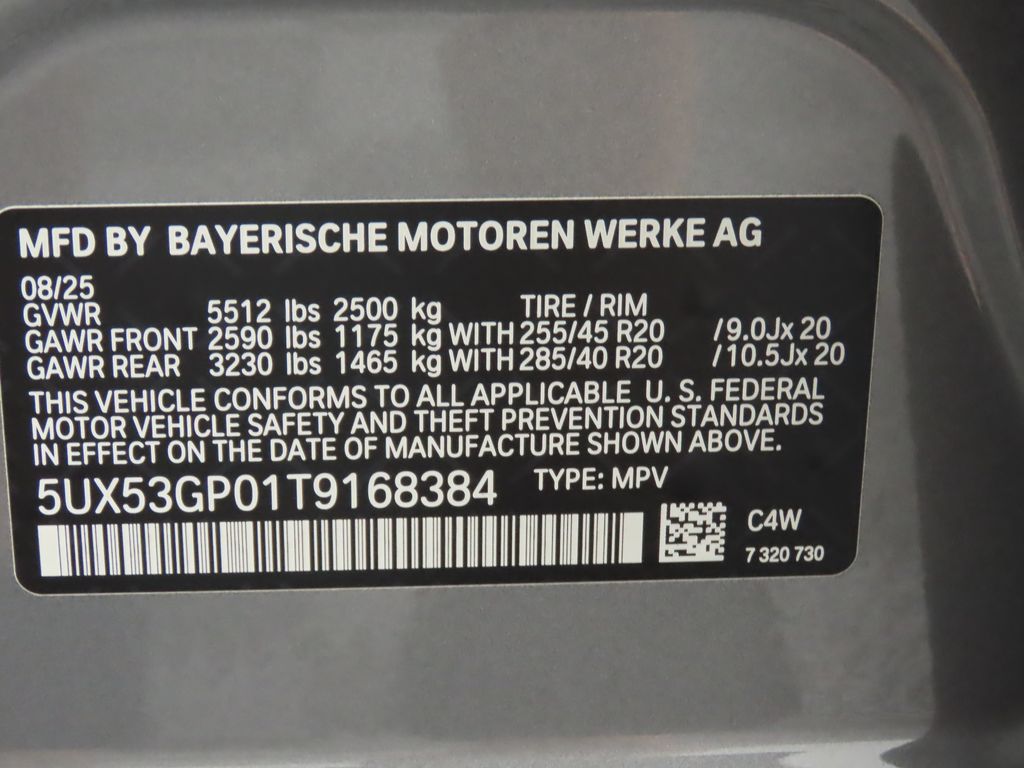 MFD BY BAYERISCHE MOTOREN WERKE AG
08/25
GVWR 5512 lbs 2500 kg TIRE / RIM
GAWR FRONT 2590 lbs 1175 kg WITH 255/45 R20 /9.0Jx 20
GAWR REAR 3230 lbs 1465 kg WITH 285/40 R20 /10.5Jx 20
THIS VEHICLE CONFORMS TO ALL APPLICABLE U. S. FEDERAL
MOTOR VEHICLE SAFETY AND THEFT PREVENTION STANDARDS
IN EFFECT ON THE DATE OF MANUFACTURE SHOWN ABOVE.
5UX53GP01T9168384 TYPE: MPV
C4W
7 320 730